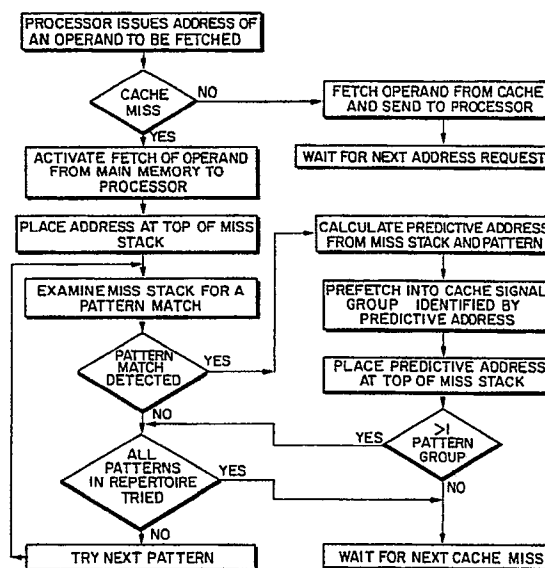 PROCESSOR ISSUES ADDRESS OF
AN OPERAND TO BE FETCHED
CACHE
MISS
NO
YES
FETCH OPERAND FROM CACHE
AND SEND TO PROCESSOR
WAIT FOR NEXT ADDRESS REQUEST
ACTIVATE FETCH OF OPERAND
FROM MAIN MEMORY TO
PROCESSOR
PLACE ADDRESS AT TOP OF MISS
STACK
EXAMINE MISS STACK FOR A
PATTERN MATCH
PATTERN
MATCH
DETECTED
YES
NO
CALCULATE PREDICTIVE ADDRESS
FROM MISS STACK AND PATTERN
PREFETCH INTO CACHE SIGNAL
GROUP IDENTIFIED BY
PREDICTIVE ADDRESS
PLACE PREDICTIVE ADDRESS
AT TOP OF MISS STACK
>1
PATTERN
GROUP
YES
NO
ALL
PATTERNS
IN REPERTOIRE
TRIED
YES
NO
TRY NEXT PATTERN
WAIT FOR NEXT CACHE MISS